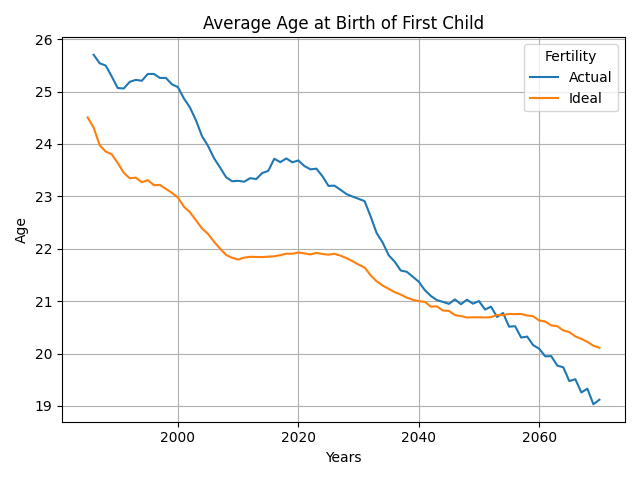 Average Age at Birth of First Child
Fertility
Actual
Ideal
Age
26
25
24
23
22
21
20
19
2000
2020
2040
2060
Years